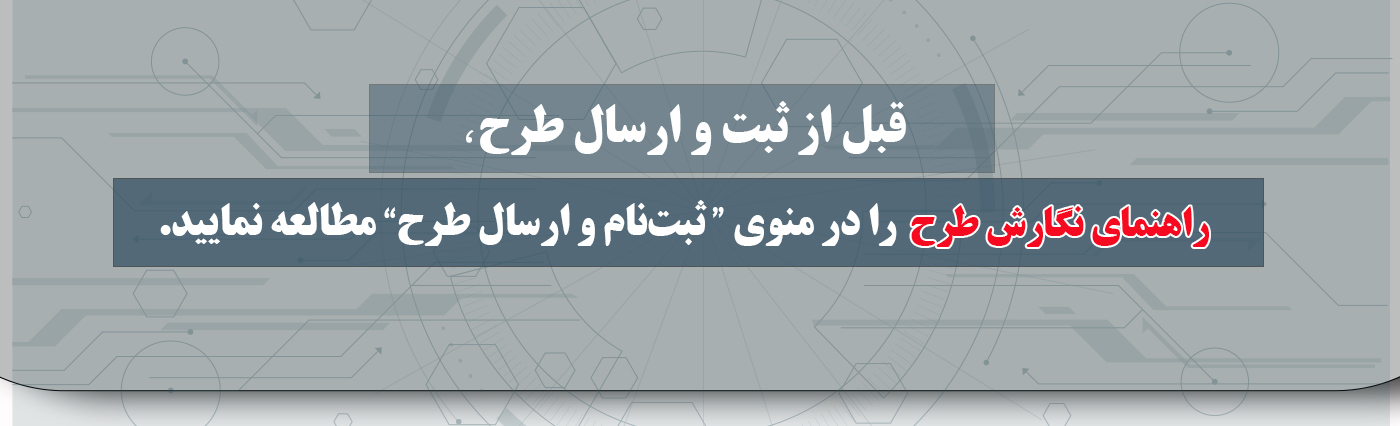 قبل از ثبت و ارسال طرح،
راهنمای نگارش طرح را در منوی "ثبت‌نام و ارسال طرح" مطالعه نمایید.